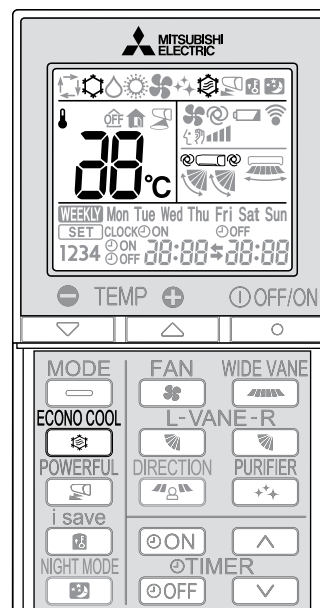 MITSUBISHI
ELECTRIC
OFF
88°C
WEEKLY Mon Tue Wed Thu Fri Sat Sun
SET CLOCK ON OFF
1234 ON OFF 88:88 88:88
TEMP OFF/ON
MODE FAN WIDE VANE
ECONO COOL L-VANE-R
POWERFUL DIRECTION PURIFIER
i save
ON
NIGHT MODE TIMER
OFF